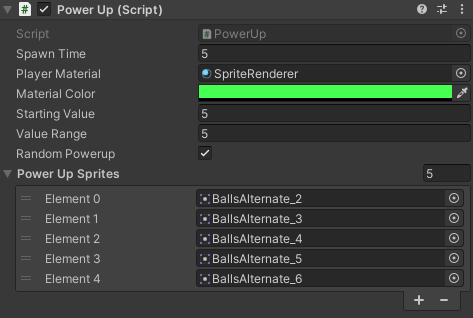 Power Up (Script)
Script PowerUp
Spawn Time 5
Player Material SpriteRenderer
Material Color
Starting Value 5
Value Range 5
Random Powerup
Power Up Sprites 5
Element 0 BallsAlternate_2
Element 1 BallsAlternate_3
Element 2 BallsAlternate_4
Element 3 BallsAlternate_5
Element 4 BallsAlternate_6